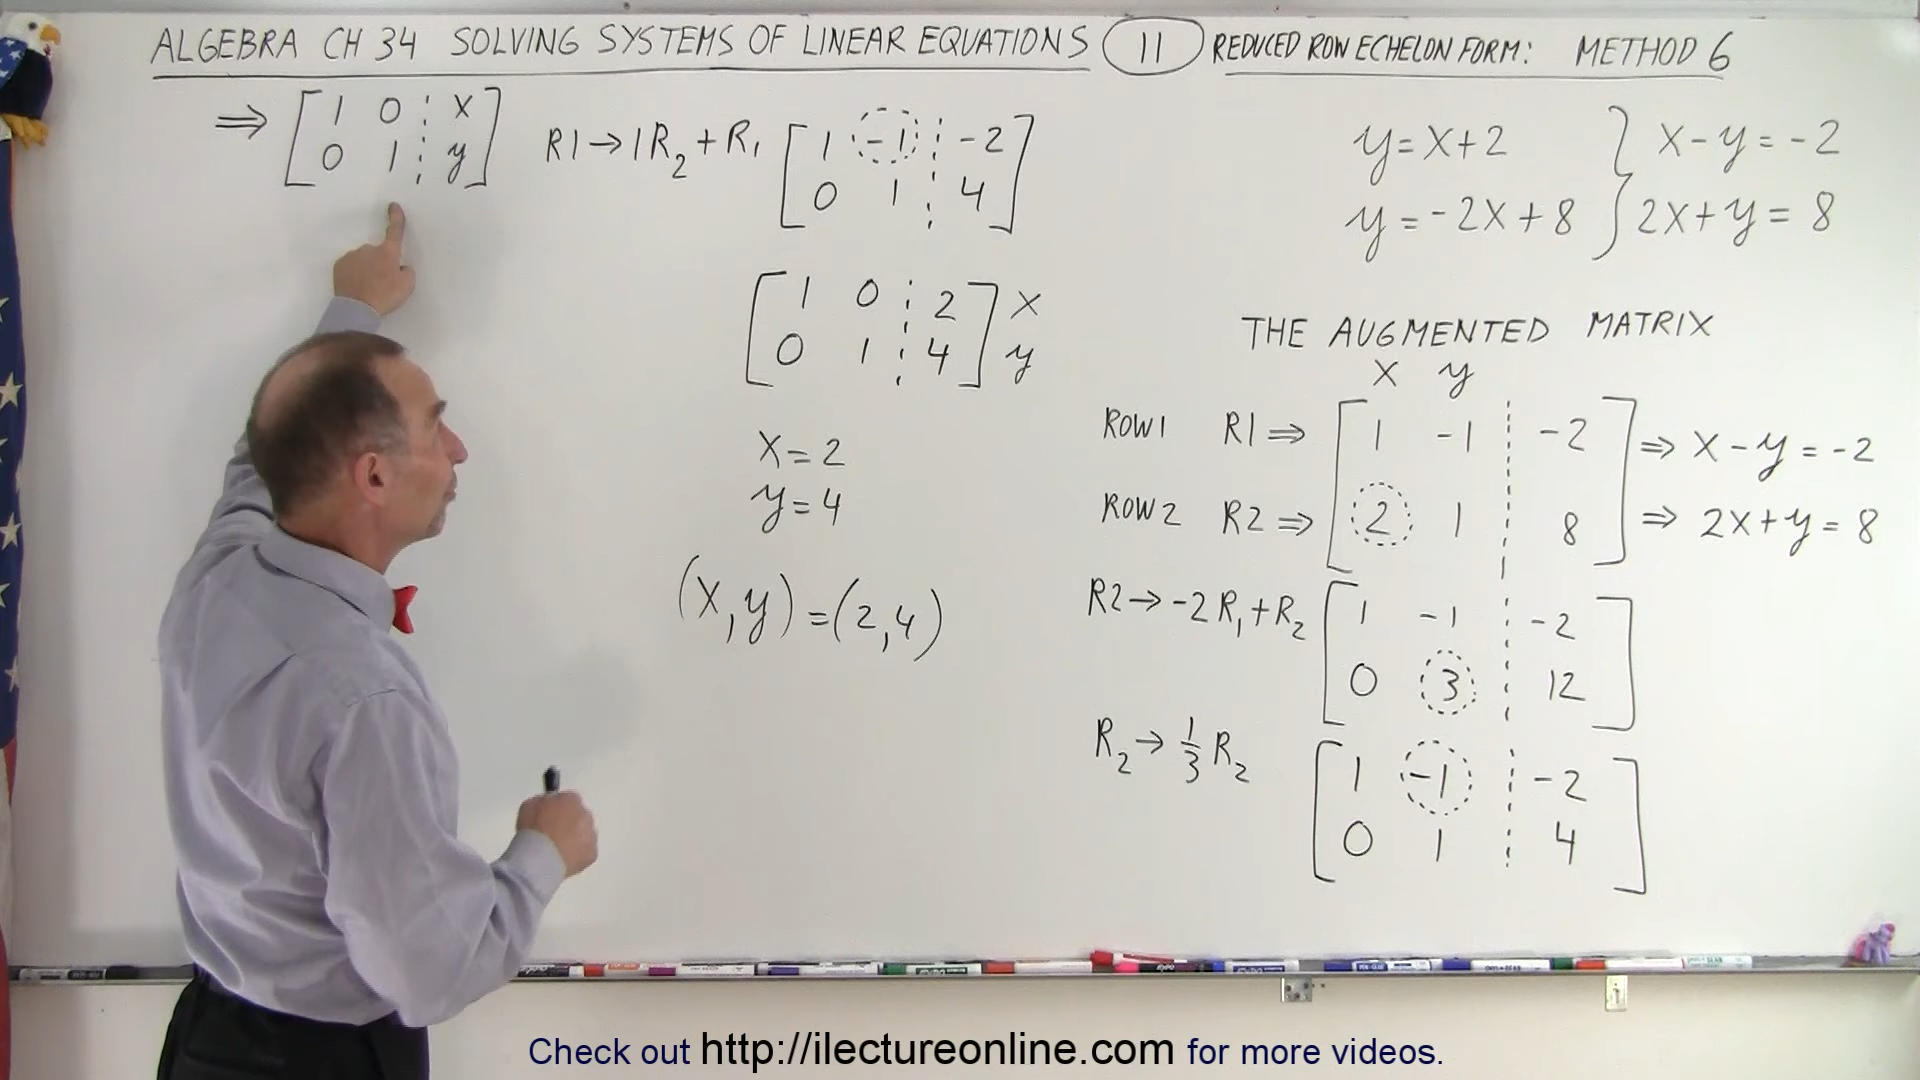 ALGEBRA CH 34 SOLVING SYSTEMS OF LINEAR EQUATIONS 11 REDUCED ROW ECHELON FORM: METHOD 6
⇒ [ 1 0 ¦ x ]
[ 0 1 ¦ y ]
R1→1R₂+R₁ [ 1 -1 ¦ -2 ]
[ 0 1 ¦ 4 ]
[ 1 0 ¦ 2 ] x
[ 0 1 ¦ 4 ] y
x=2
y=4
(x,y)=(2,4)
y=x+2 } x-y=-2
y=-2x+8 } 2x+y=8
THE AUGMENTED MATRIX
x y
ROW1 R1⇒ [ 1 -1 ¦ -2 ] ⇒ x-y=-2
ROW2 R2⇒ [ 2 1 ¦ 8 ] ⇒ 2x+y=8
R2→-2R₁+R₂ [ 1 -1 ¦ -2 ]
[ 0 3 ¦ 12 ]
R₂→⅓R₂ [ 1 -1 ¦ -2 ]
[ 0 1 ¦ 4 ]
Check out http://ilectureonline.com for more videos.